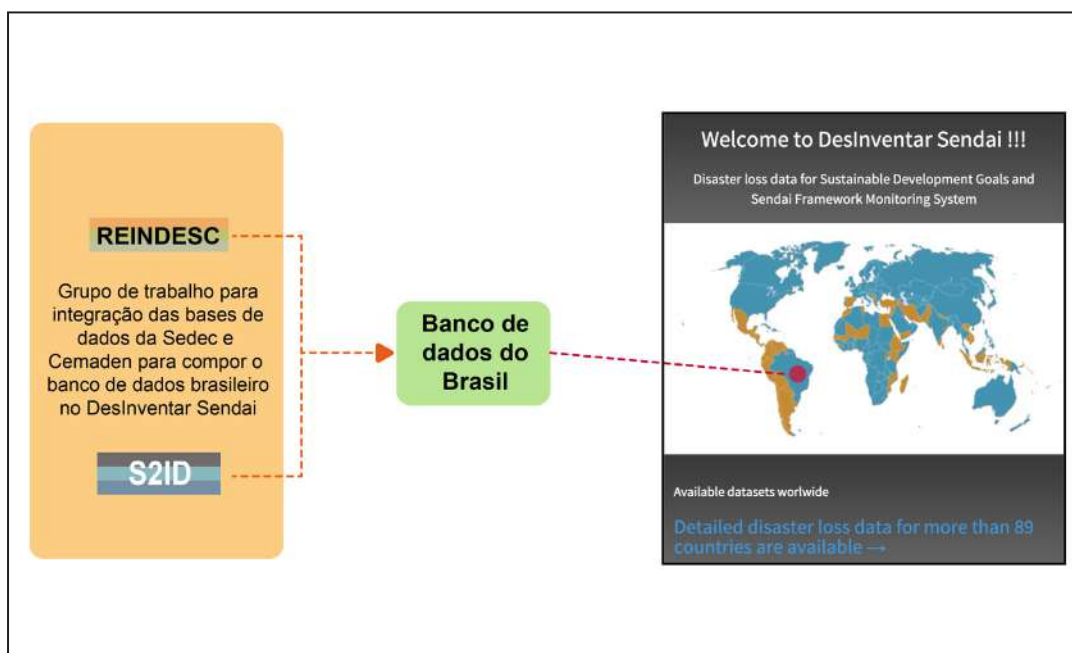 REINDESC
Grupo de trabalho para
integração das bases de
dados da Sedec e
Cemaden para compor o
banco de dados brasileiro
no DesInventar Sendai
S2ID
Banco de
dados do
Brasil
Welcome to DesInventar Sendai !!!
Disaster loss data for Sustainable Development Goals and
Sendai Framework Monitoring System
Available datasets worlwide
Detailed disaster loss data for more than 89
countries are available →